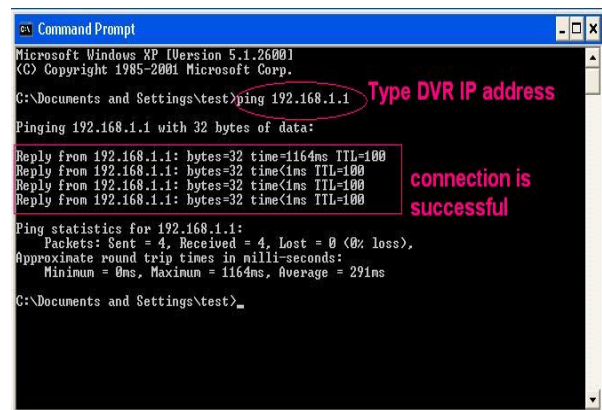 Command Prompt
Microsoft Windows XP [Version 5.1.2600]
(C) Copyright 1985-2001 Microsoft Corp.
C:\Documents and Settings\test>ping 192.168.1.1
Type DVR IP address
Pinging 192.168.1.1 with 32 bytes of data:
Reply from 192.168.1.1: bytes=32 time=1164ms TTL=100
Reply from 192.168.1.1: bytes=32 time<1ms TTL=100
Reply from 192.168.1.1: bytes=32 time<1ms TTL=100
Reply from 192.168.1.1: bytes=32 time<1ms TTL=100
connection is
successful
Ping statistics for 192.168.1.1:
Packets: Sent = 4, Received = 4, Lost = 0 (0% loss),
Approximate round trip times in milli-seconds:
Minimum = 0ms, Maximum = 1164ms, Average = 291ms
C:\Documents and Settings\test>_